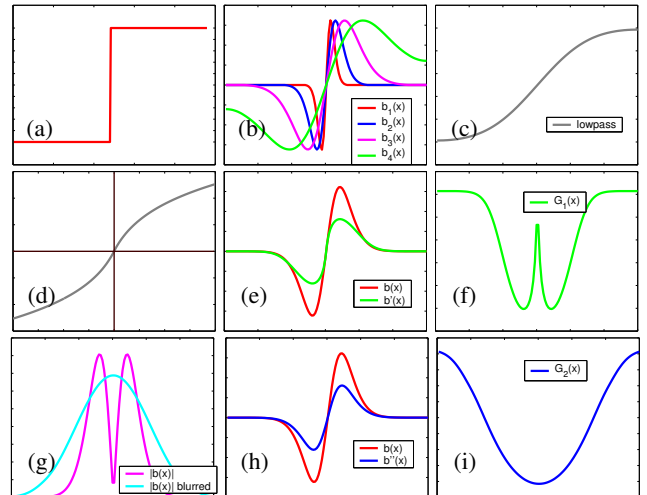 (a)
(b)
b₁(x)
b₂(x)
b₃(x)
b₄(x)
(c)
lowpass
(d)
(e)
b(x)
b'(x)
(f)
G₁(x)
(g)
|b(x)|
|b(x)| blurred
(h)
b(x)
b''(x)
(i)
G₂(x)